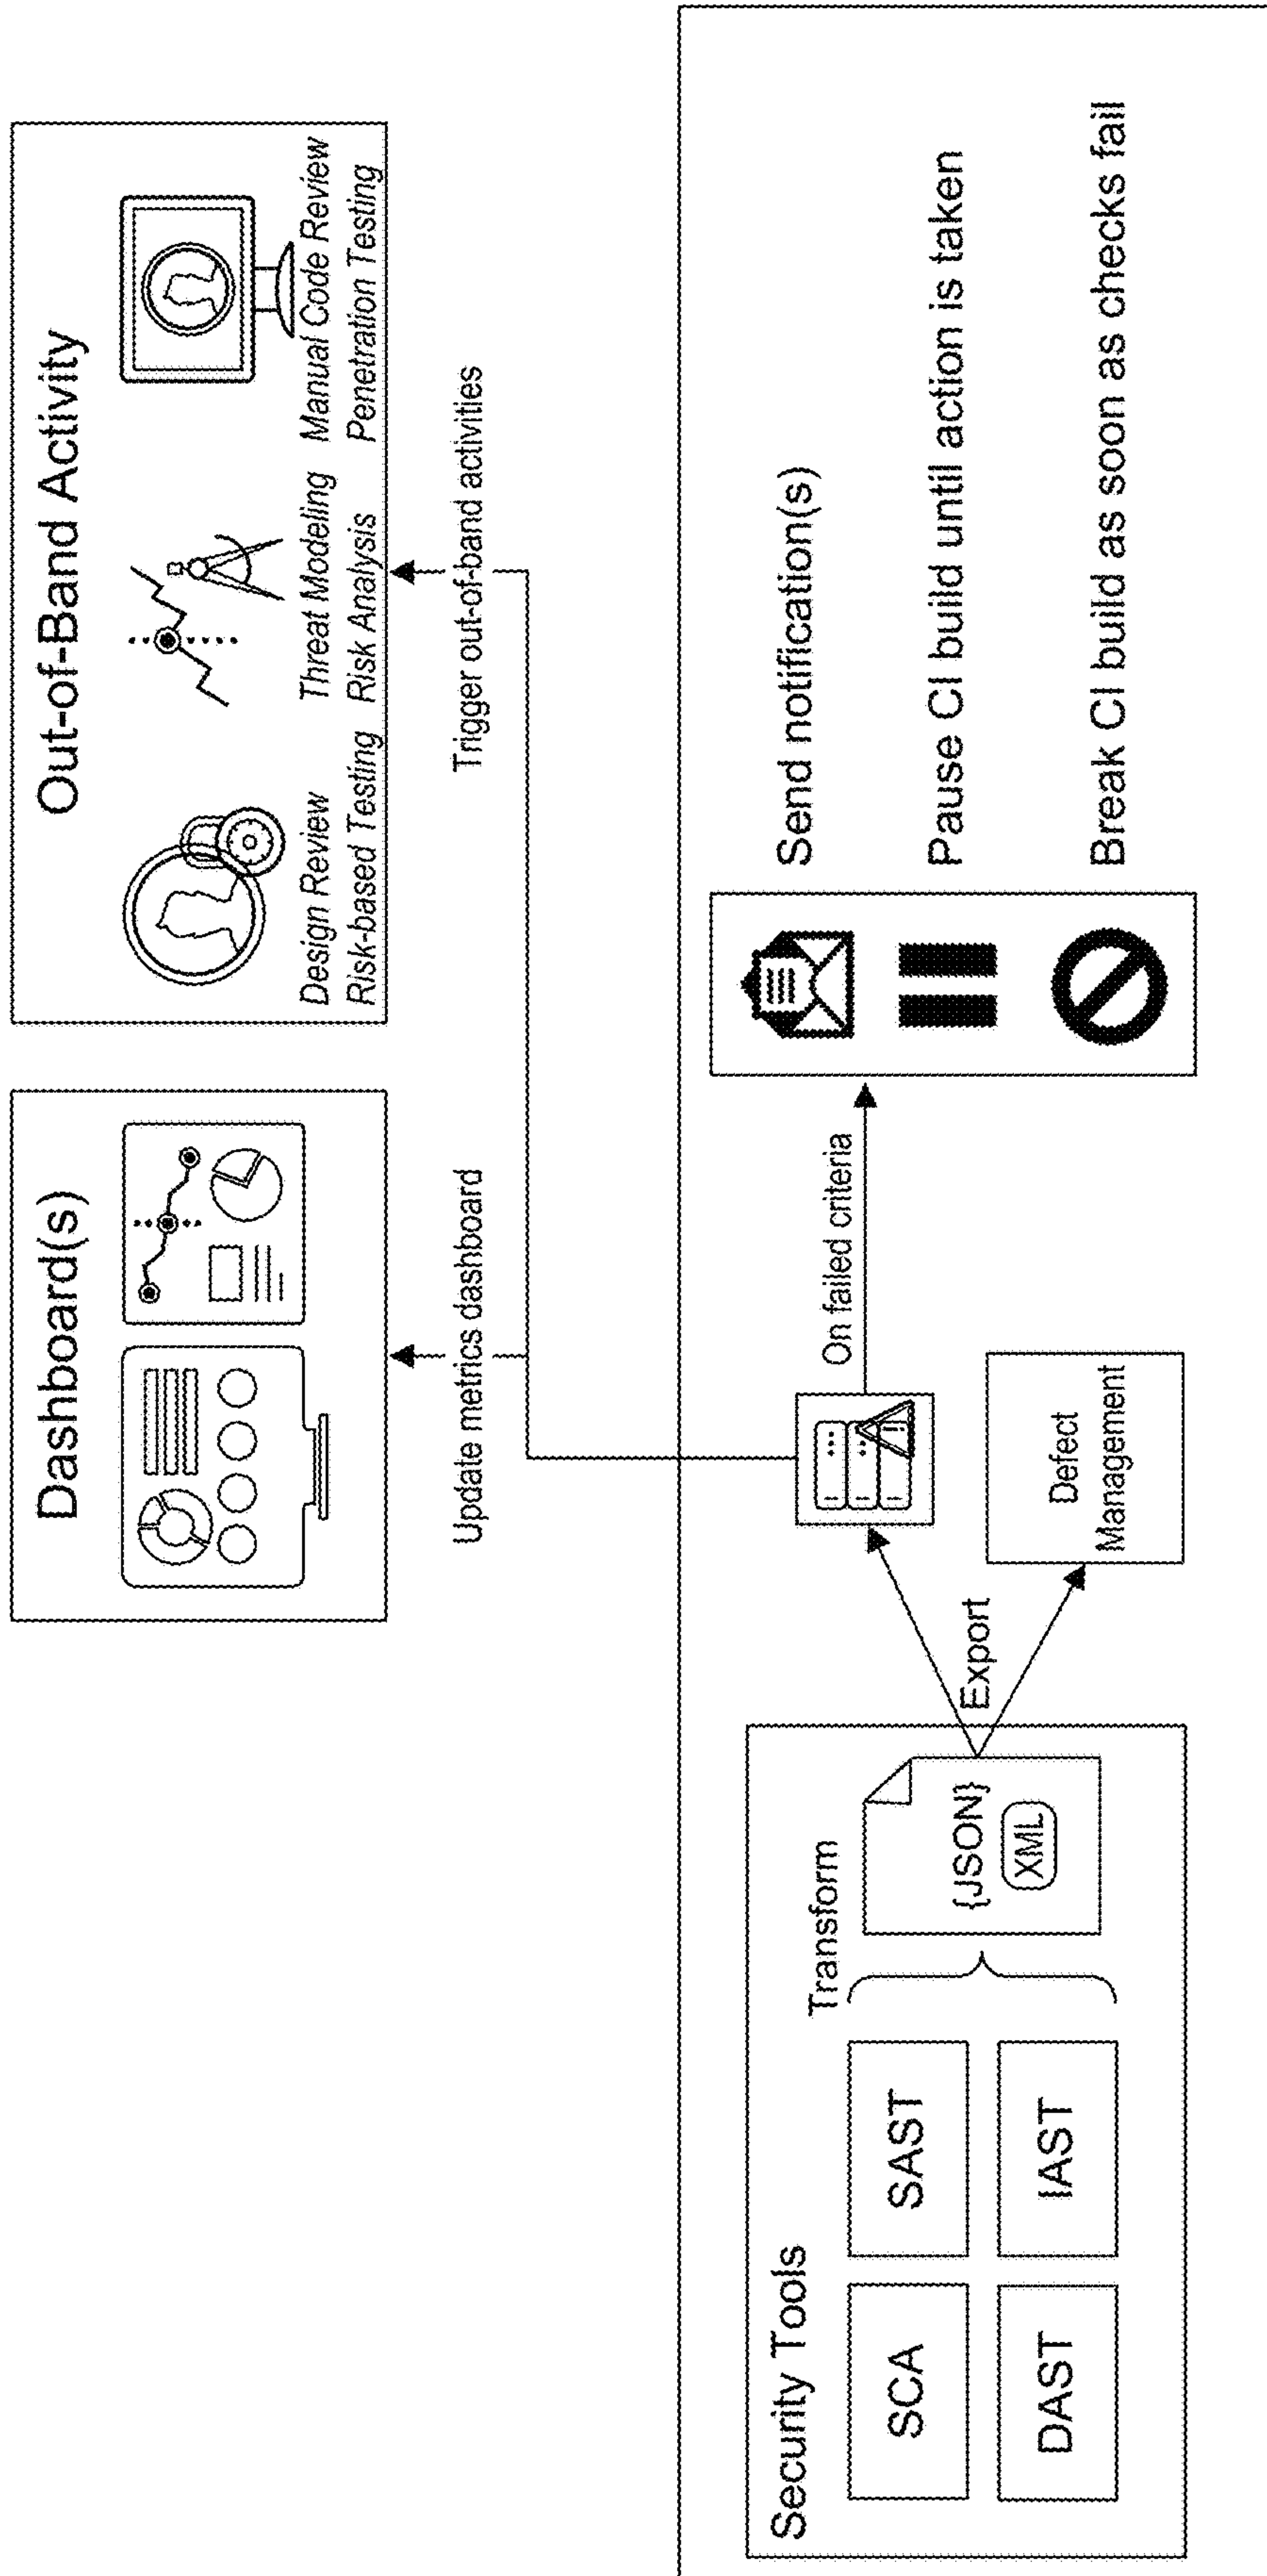 Dashboard(s)
Out-of-Band Activity
Design Review
Risk-based Testing
Threat Modeling
Risk Analysis
Manual Code Review
Penetration Testing
Update metrics dashboard
Trigger out-of-band activities
Security Tools
SCA
SAST
DAST
IAST
Transform
{JSON}
XML
Export
Defect
Management
On failed criteria
Send notification(s)
Pause CI build until action is taken
Break CI build as soon as checks fail